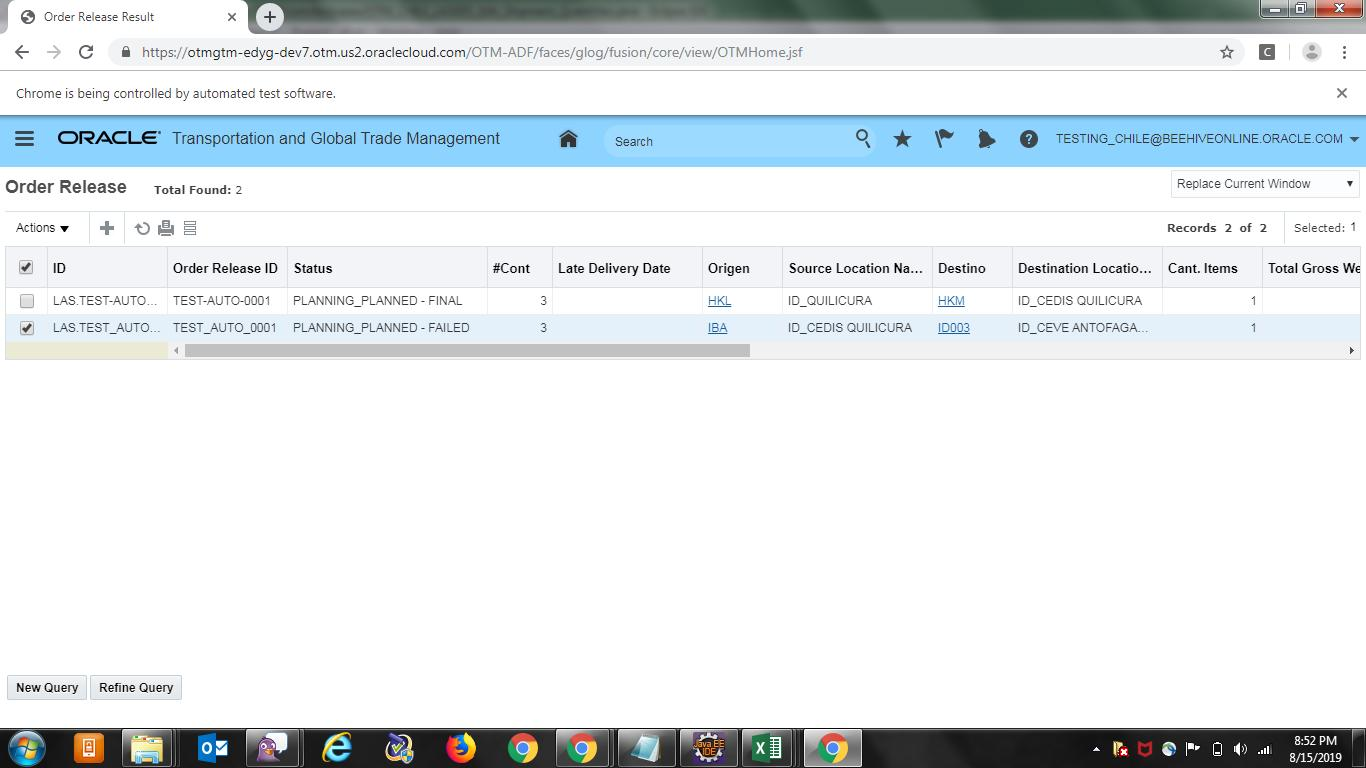 Order Release Result
https://otmgtm-edyg-dev7.otm.us2.oraclecloud.com/OTM-ADF/faces/glog/fusion/core/view/OTMHome.jsf
C
Chrome is being controlled by automated test software.
ORACLE Transportation and Global Trade Management Search TESTING_CHILE@BEEHIVEONLINE.ORACLE.COM
Order Release Total Found: 2 Replace Current Window
Actions Records 2 of 2 Selected: 1
ID Order Release ID Status #Cont Late Delivery Date Origen Source Location Na... Destino Destination Locatio... Cant. Items Total Gross We
LAS.TEST-AUTO... TEST-AUTO-0001 PLANNING_PLANNED - FINAL 3 HKL ID_QUILICURA HKM ID_CEDIS QUILICURA 1
LAS.TEST_AUTO... TEST_AUTO_0001 PLANNING_PLANNED - FAILED 3 IBA ID_CEDIS QUILICURA ID003 ID_CEVE ANTOFAGA... 1
New Query Refine Query
Java EE
IDE
8:52 PM
8/15/2019